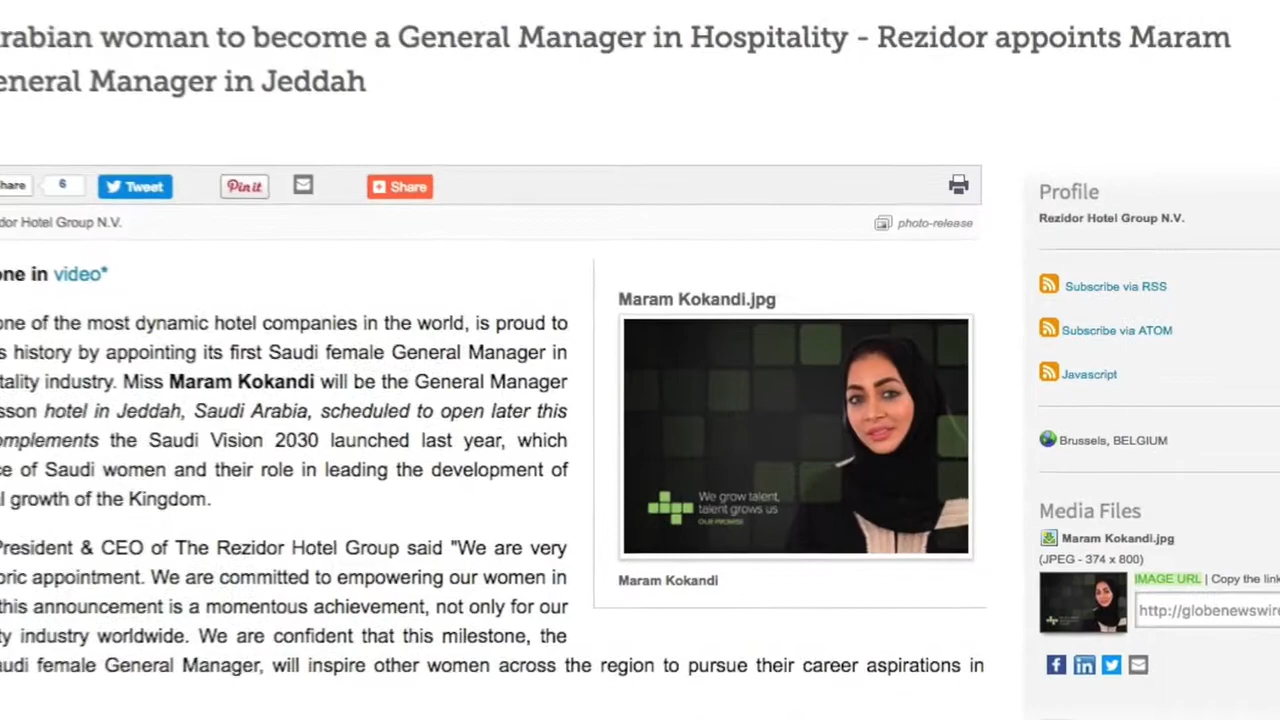 rabian woman to become a General Manager in Hospitality - Rezidor appoints Maram
eneral Manager in Jeddah
hare
6
Tweet
Pin it
Share
dor Hotel Group N.V.
photo-release
one in video*
one of the most dynamic hotel companies in the world, is proud to
s history by appointing its first Saudi female General Manager in
tality industry. Miss Maram Kokandi will be the General Manager
sson hotel in Jeddah, Saudi Arabia, scheduled to open later this
omplements the Saudi Vision 2030 launched last year, which
ce of Saudi women and their role in leading the development of
l growth of the Kingdom.
President & CEO of The Rezidor Hotel Group said "We are very
oric appointment. We are committed to empowering our women in
this announcement is a momentous achievement, not only for our
ty industry worldwide. We are confident that this milestone, the
audi female General Manager, will inspire other women across the region to pursue their career aspirations in
Maram Kokandi.jpg
We grow talent,
talent grows us
OUR PROMISE
Maram Kokandi
Profile
Rezidor Hotel Group N.V.
Subscribe via RSS
Subscribe via ATOM
Javascript
Brussels, BELGIUM
Media Files
Maram Kokandi.jpg
(JPEG - 374 x 800)
IMAGE URL | Copy the link
http://globenewswire